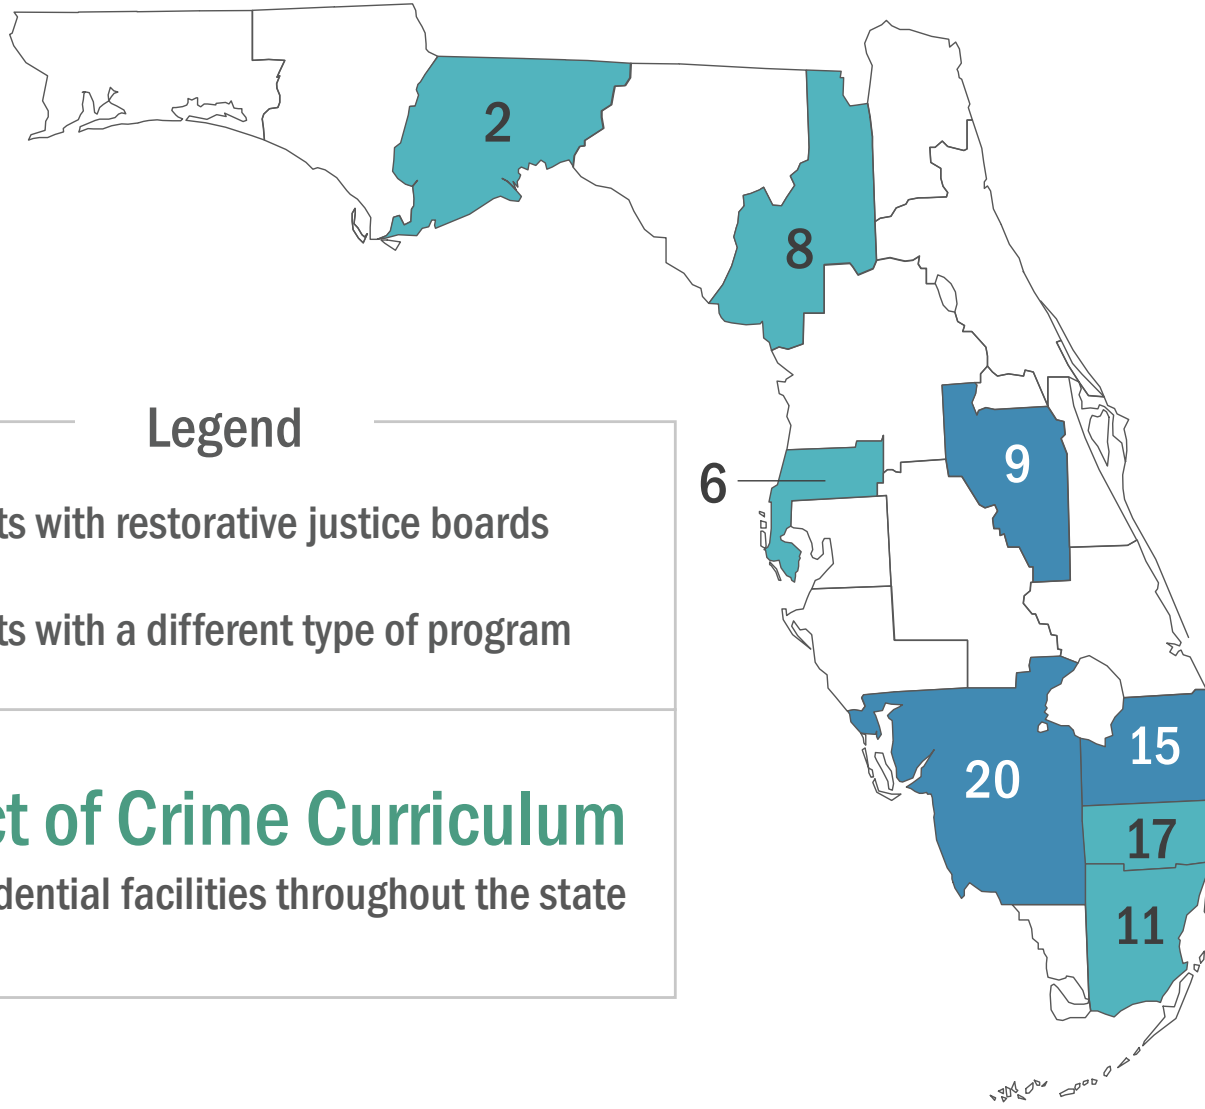 2
8
Legend
9
6
ts with restorative justice boards
ts with a different type of program
15
20
ct of Crime Curriculum
17
dential facilities throughout the state
11